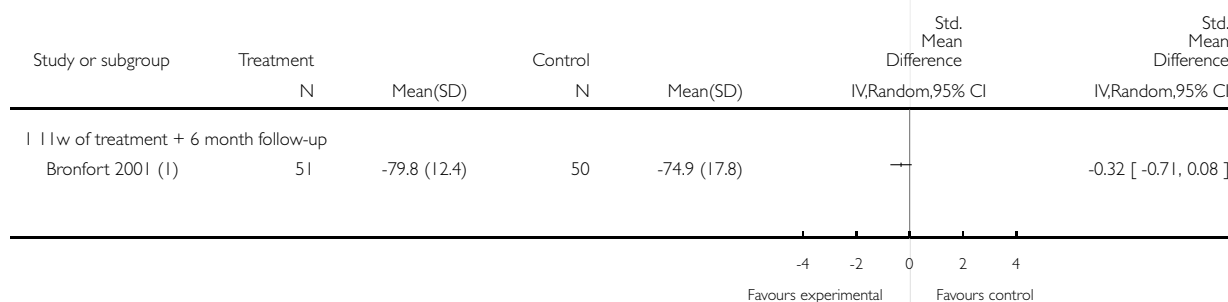 Std.
Mean
Difference
Std.
Mean
Difference
Study or subgroup Treatment Control
N Mean(SD) N Mean(SD) IV,Random,95% CI IV,Random,95% CI
1 11w of treatment + 6 month follow-up
Bronfort 2001 (1) 51 -79.8 (12.4) 50 -74.9 (17.8) -0.32 [ -0.71, 0.08 ]
-4 -2 0 2 4
Favours experimental Favours control